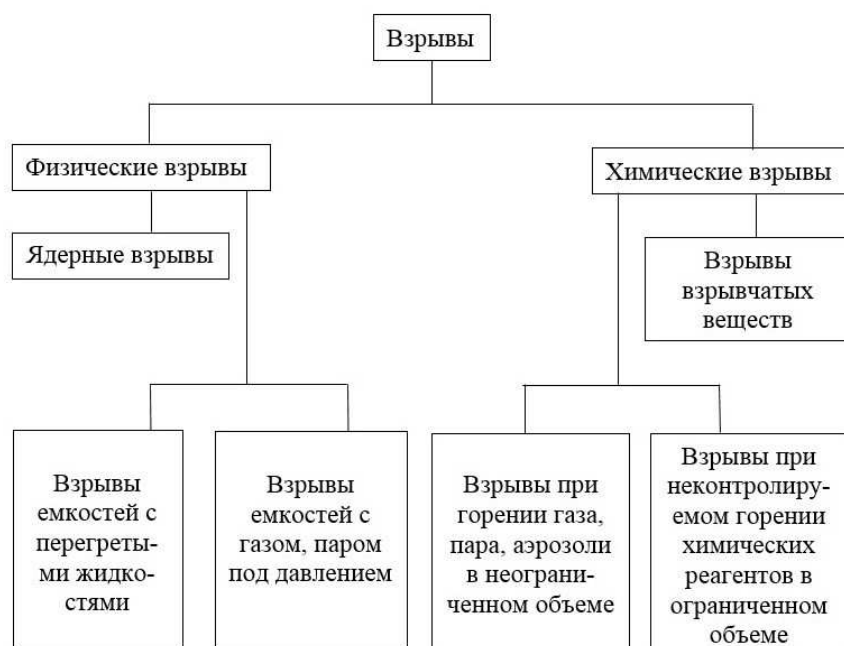 Взрывы
Физические взрывы
Химические взрывы
Ядерные взрывы
Взрывы
взрывчатых
веществ
Взрывы
емкостей с
перегреты-
ми жидко-
стями
Взрывы
емкостей с
газом, паром
под давлением
Взрывы при
горении газа,
пара, аэрозоли
в неограни-
ченном объеме
Взрывы при
неконтролиру-
емом горении
химических
реагентов в
ограниченном
объеме